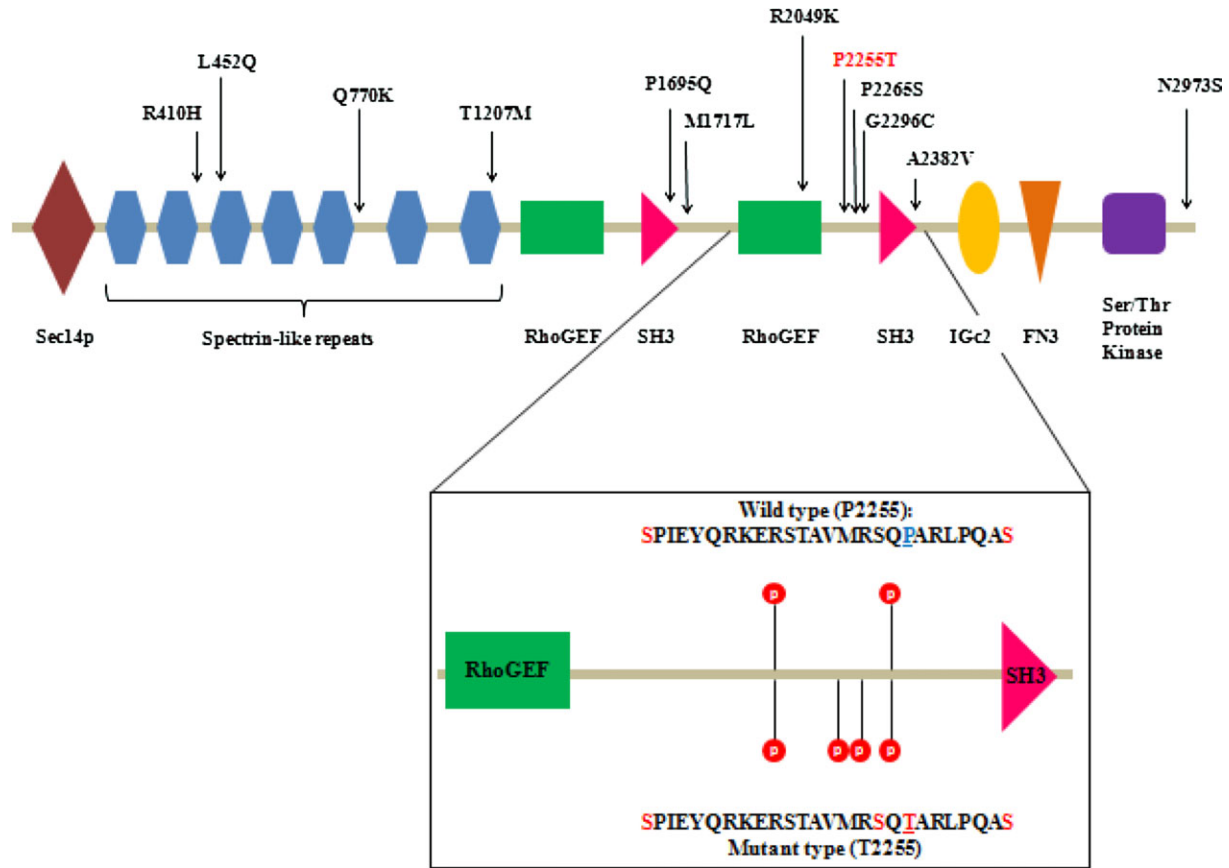 R2049K
L452Q
P2255T
Q770K
P1695Q
P2265S
N2973S
R410H
T1207M
M1717L
G2296C
A2382V
Sec14p
Spectrin-like repeats
RhoGEF
SH3
RhoGEF
SH3
IGc2
FN3
Ser/Thr
Protein
Kinase
Wild type (P2255):
SPIEYQRKERSTAVMRSQPARLPQAS
p
p
RhoGEF
SH3
p
p
p
p
SPIEYQRKERSTAVMRSQTARLPQAS
Mutant type (T2255)